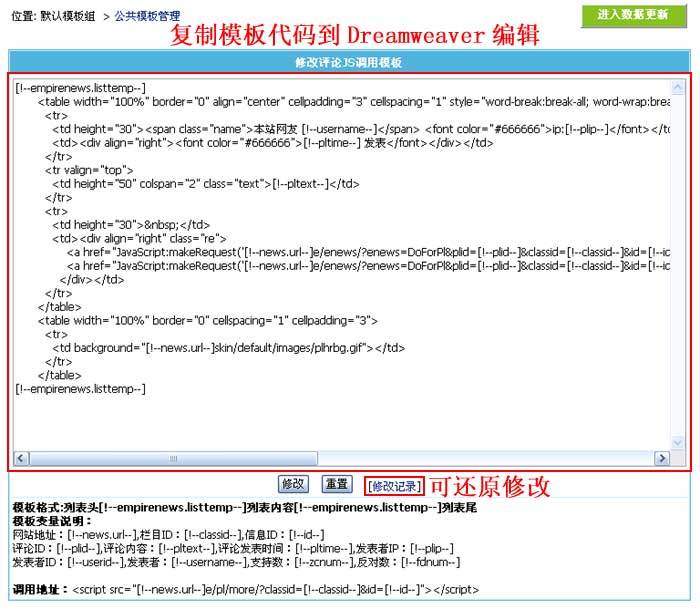 位置: 默认模板组 > 公共模板管理
进入数据更新
复制模板代码到 Dreamweaver 编辑
修改评论JS调用模板
[!--empirenews.listtemp--]
<table width="100%" border="0" align="center" cellpadding="3" cellspacing="1" style="word-break:break-all; word-wrap:brea
<tr>
<td height="30"><span class="name">本站网友 [!--username--]</span> <font color="#666666">ip:[!--plip--]</font></td
<td><div align="right"><font color="#666666">[!--pltime--] 发表</font></div></td>
</tr>
<tr valign="top">
<td height="50" colspan="2" class="text">[!--pltext--]</td>
</tr>
<tr>
<td height="30">&nbsp;</td>
<td><div align="right" class="re">
<a href="JavaScript:makeRequest('[!--news.url--]e/enews/?enews=DoForPl&plid=[!--plid--]&classid=[!--classid--]&id=[!--id
<a href="JavaScript:makeRequest('[!--news.url--]e/enews/?enews=DoForPl&plid=[!--plid--]&classid=[!--classid--]&id=[!--id
</div></td>
</tr>
</table>
<table width="100%" border="0" cellspacing="1" cellpadding="3">
<tr>
<td background="[!--news.url--]skin/default/images/plhrbg.gif"></td>
</tr>
</table>
[!--empirenews.listtemp--]
修改 重置 [修改记录] 可还原修改
模板格式:列表头[!--empirenews.listtemp--]列表内容[!--empirenews.listtemp--]列表尾
模板变量说明：
网站地址：[!--news.url--],栏目ID：[!--classid--],信息ID：[!--id--]
评论ID：[!--plid--],评论内容：[!--pltext--],评论发表时间：[!--pltime--],发表者IP：[!--plip--]
发表者ID：[!--userid--],发表者：[!--username--],支持数：[!--zcnum--],反对数：[!--fdnum--]
调用地址：<script src="[!--news.url--]e/pl/more/?classid=[!--classid--]&id=[!--id--]"></script>